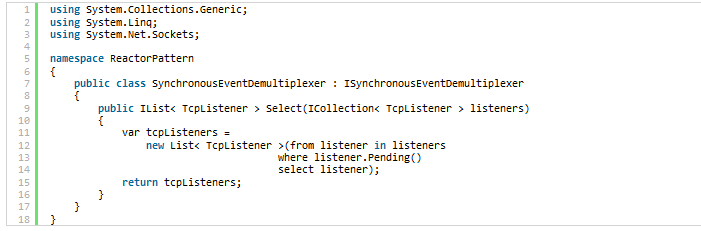 1 using System.Collections.Generic;
2 using System.Linq;
3 using System.Net.Sockets;
4
5 namespace ReactorPattern
6 {
7     public class SynchronousEventDemultiplexer : ISynchronousEventDemultiplexer
8     {
9         public IList< TcpListener > Select(ICollection< TcpListener > listeners)
10         {
11             var tcpListeners =
12                 new List< TcpListener >(from listener in listeners
13                                         where listener.Pending()
14                                         select listener);
15             return tcpListeners;
16         }
17     }
18 }